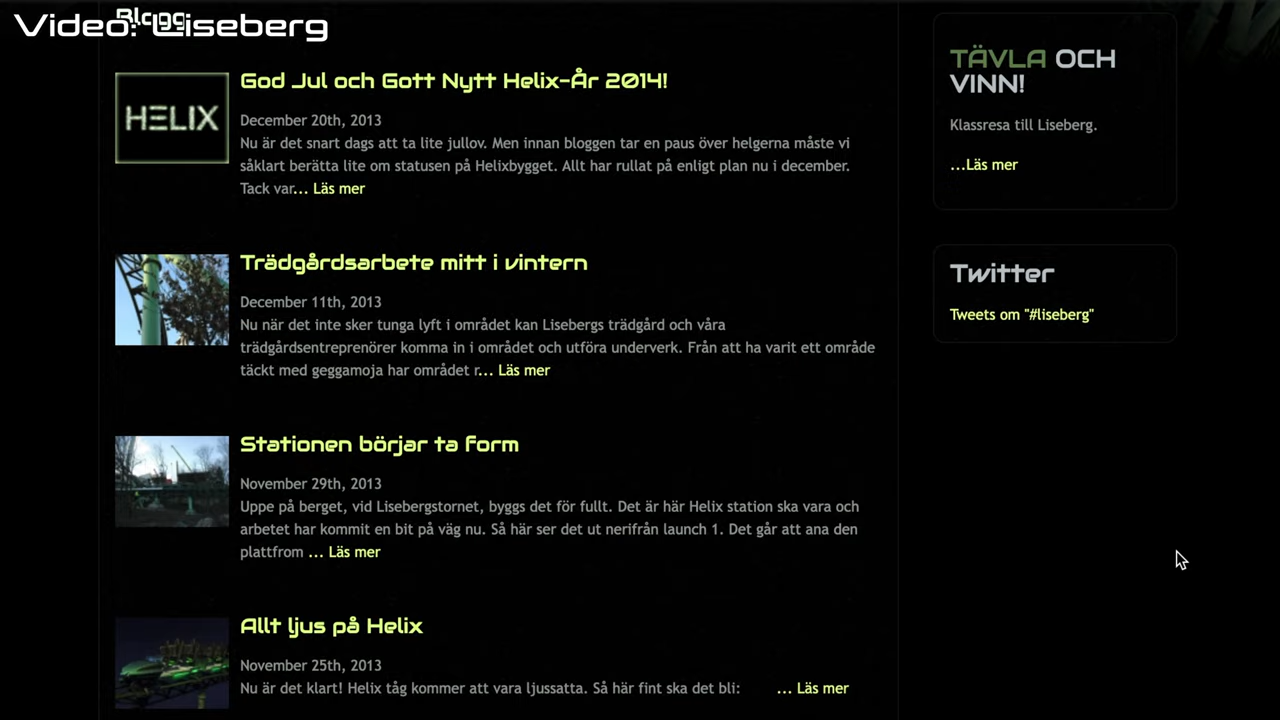 Blogg
Video: Liseberg
HELIX
God Jul och Gott Nytt Helix-År 2014!
December 20th, 2013
Nu är det snart dags att ta lite jullov. Men innan bloggen tar en paus över helgerna måste vi
såklart berätta lite om statusen på Helixbygget. Allt har rullat på enligt plan nu i december.
Tack var... Läs mer
Trädgårdsarbete mitt i vintern
December 11th, 2013
Nu när det inte sker tunga lyft i området kan Lisebergs trädgård och våra
trädgårdsentreprenörer komma in i området och utföra underverk. Från att ha varit ett område
täckt med geggamoja har området r... Läs mer
Stationen börjar ta form
November 29th, 2013
Uppe på berget, vid Lisebergstornet, byggs det för fullt. Det är här Helix station ska vara och
arbetet har kommit en bit på väg nu. Så här ser det ut nerifrån launch 1. Det går att ana den
plattfrom ... Läs mer
Allt ljus på Helix
November 25th, 2013
Nu är det klart! Helix tåg kommer att vara ljussatta. Så här fint ska det bli: ... Läs mer
TÄVLA OCH
VINN!
Klassresa till Liseberg.
...Läs mer
Twitter
Tweets om "#liseberg"